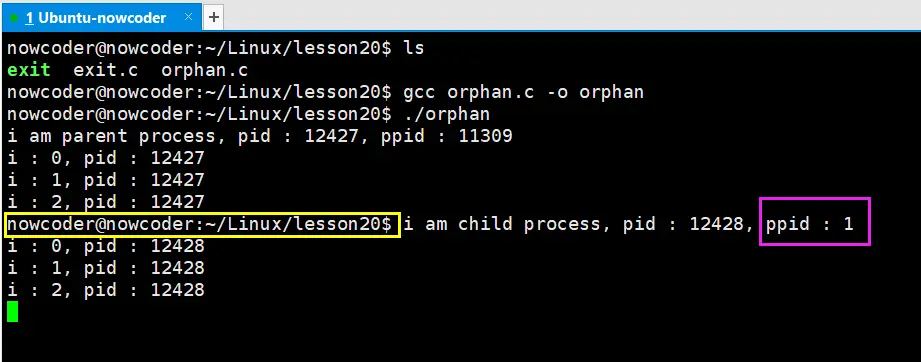 1 Ubuntu-nowcoder × +
nowcoder@nowcoder:~/Linux/lesson20$ ls
exit  exit.c  orphan.c
nowcoder@nowcoder:~/Linux/lesson20$ gcc orphan.c -o orphan
nowcoder@nowcoder:~/Linux/lesson20$ ./orphan
i am parent process, pid : 12427, ppid : 11309
i : 0, pid : 12427
i : 1, pid : 12427
i : 2, pid : 12427
nowcoder@nowcoder:~/Linux/lesson20$ i am child process, pid : 12428, ppid : 1
i : 0, pid : 12428
i : 1, pid : 12428
i : 2, pid : 12428